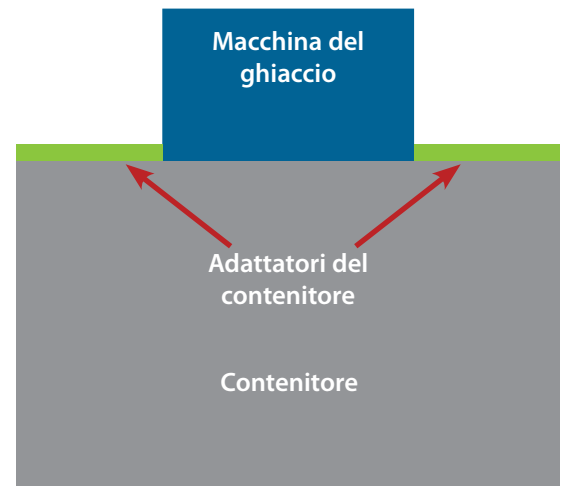 Macchina del
ghiaccio
Adattatori del
contenitore
Contenitore